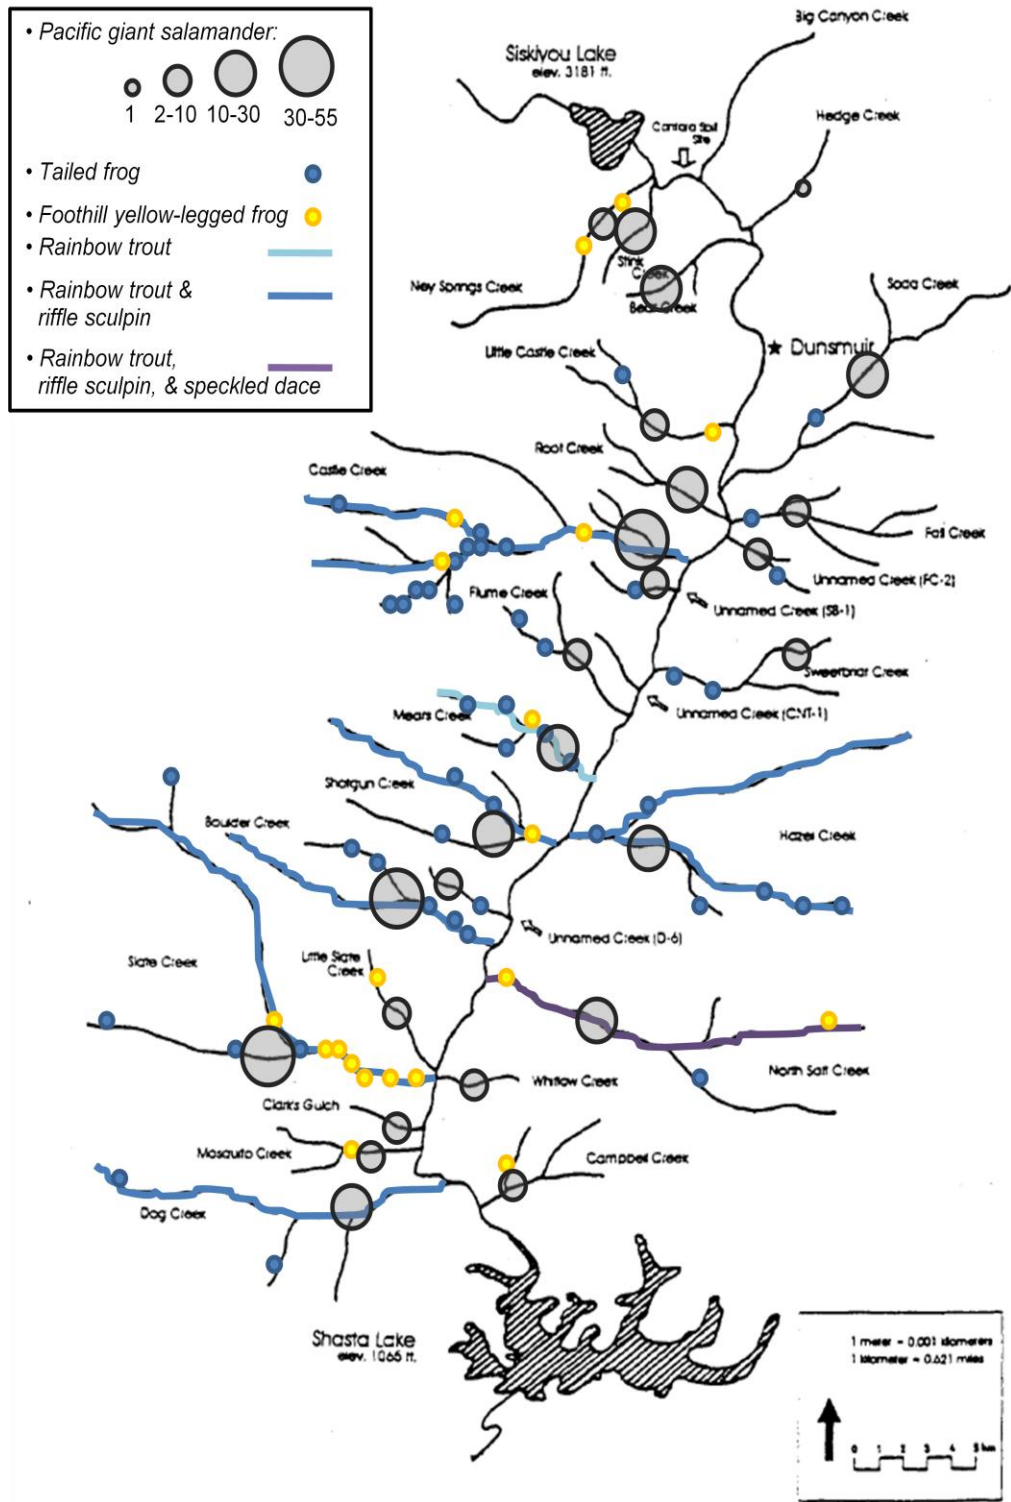 • Pacific giant salamander:
1 2-10 10-30 30-55
• Tailed frog
• Foothill yellow-legged frog
• Rainbow trout
• Rainbow trout &
riffle sculpin
• Rainbow trout,
riffle sculpin, & speckled dace
Big Canyon Creek
Siskiyou Lake
elev. 3181 ft.
Cantara Spill
Site
Hedge Creek
Stink
Creek
Ney Springs Creek
Bear Creek
Soda Creek
Little Castle Creek
★ Dunsmuir
Root Creek
Castle Creek
Fall Creek
Unnamed Creek (FC-2)
Flume Creek
Unnamed Creek (SB-1)
Sweetbriar Creek
Unnamed Creek (CNT-1)
Mears Creek
Shotgun Creek
Boulder Creek
Hazel Creek
Unnamed Creek (D-6)
Little Slate
Creek
Slate Creek
North Salt Creek
Whitlow Creek
Clark's Gulch
Mosquito Creek
Campbell Creek
Dog Creek
Shasta Lake
elev. 1065 ft.
1 meter = 0.001 kilometers
1 kilometer = 0.621 miles
0 1 2 3 4 5 km